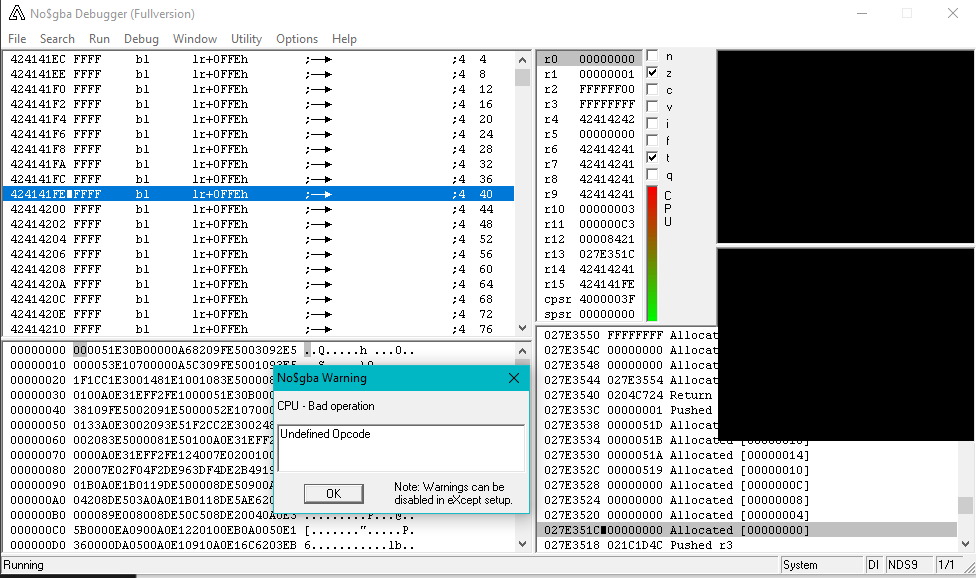 No$gba Debugger (Fullversion)
File Search Run Debug Window Utility Options Help
424141EC FFFF bl lr+0FFEh ;4 4
424141EE FFFF bl lr+0FFEh ;4 8
424141F0 FFFF bl lr+0FFEh ;4 12
424141F2 FFFF bl lr+0FFEh ;4 16
424141F4 FFFF bl lr+0FFEh ;4 20
424141F6 FFFF bl lr+0FFEh ;4 24
424141F8 FFFF bl lr+0FFEh ;4 28
424141FA FFFF bl lr+0FFEh ;4 32
424141FC FFFF bl lr+0FFEh ;4 36
424141FE FFFF bl lr+0FFEh ;4 40
42414200 FFFF bl lr+0FFEh ;4 44
42414202 FFFF bl lr+0FFEh ;4 48
42414204 FFFF bl lr+0FFEh ;4 52
42414206 FFFF bl lr+0FFEh ;4 56
42414208 FFFF bl lr+0FFEh ;4 60
4241420A FFFF bl lr+0FFEh ;4 64
4241420C FFFF bl lr+0FFEh ;4 68
4241420E FFFF bl lr+0FFEh ;4 72
42414210 FFFF bl lr+0FFEh ;4 76
r0 00000000 n
r1 00000001 z
r2 FFFFFF00 c
r3 FFFFFFFF v
r4 42414242 i
r5 00000000 f
r6 42414241 t
r7 42414241 q
r8 42414241
r9 42414241
r10 00000003
r11 000000C3
r12 00008421
r13 027E351C
r14 42414241
r15 424141FE
cpsr 4000003F
spsr 00000000
CPU
00000000 000051E30B00000A68209FE5003092E5 ..Q.....h ...0..
00000010 000053E10700000A5C309FE5001092E5
00000020 1F1CC1E3001481E1001083E5000008
00000030 0100A0E31EFF2FE1000051E30B0000
00000040 38109FE5002091E5000052E1070000
00000050 0133A0E3002093E51F2CC2E3002482
00000060 002083E5000081E50100A0E31EFF2F
00000070 0000A0E31EFF2FE1240070E0200100
00000080 20007E02F04F2DE963DF4DE2B4919F
00000090 01B0A0E1B0119DE500008DE50900A0
000000A0 04208DE503A0A0E1B0118DE5AE6200
000000B0 089089E008008DE50C508DE20040A0E3 ........P...@..
000000C0 5B0000EA0900A0E1220100EB0A0050E1 [.......".....P.
000000D0 360000DA0500A0E10910A0E16C6203EB 6...........lb..
No$gba Warning
CPU - Bad operation
Undefined Opcode
OK
Note: Warnings can be
disabled in eXcept setup.
027E3550 FFFFFFFF Allocat
027E354C 00000000 Allocat
027E3548 00000000 Allocat
027E3544 027E3554 Allocat
027E3540 0204C724 Return
027E353C 00000001 Pushed
027E3538 0000051D Allocat
027E3534 0000051B Allocated
027E3530 0000051A Allocated [00000014]
027E352C 00000519 Allocated [00000010]
027E3528 00000000 Allocated [0000000C]
027E3524 00000000 Allocated [00000008]
027E3520 00000000 Allocated [00000004]
027E351C 00000000 Allocated [00000000]
027E3518 021C1D4C Pushed r3
Running System DI NDS9 1/1